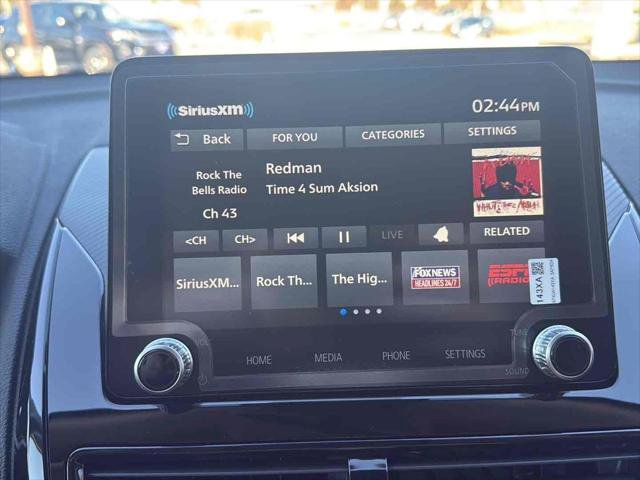 SiriusXM
02:44PM
Back
FOR YOU
CATEGORIES
SETTINGS
Rock The
Bells Radio
Redman
Time 4 Sum Aksion
Ch 43
<CH
CH>
LIVE
RELATED
SiriusXM...
Rock Th...
The Hig...
FOX NEWS
HEADLINES 24/7
ESPN
RADIO
143XA
VOL
TUNE
HOME
MEDIA
PHONE
SETTINGS
SOUND